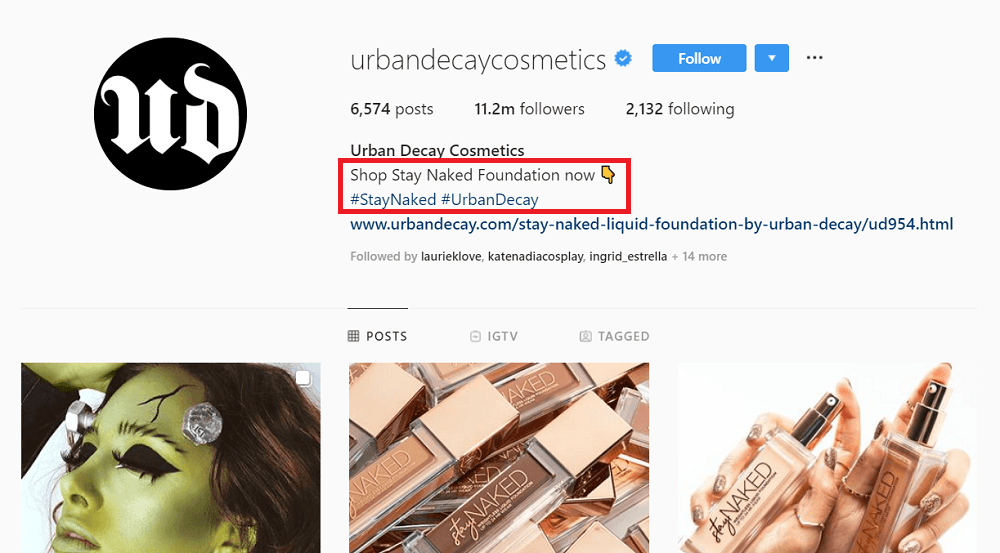 ud
urbandecaycosmetics Follow
6,574 posts 11.2m followers 2,132 following
Urban Decay Cosmetics
Shop Stay Naked Foundation now 👇
#StayNaked #UrbanDecay
www.urbandecay.com/stay-naked-liquid-foundation-by-urban-decay/ud954.html
Followed by laurieklove, katenadiacosplay, ingrid_estrella + 14 more
POSTS IGTV TAGGED
stay NAKED
stay NAKED
stay NAKED
NAKED